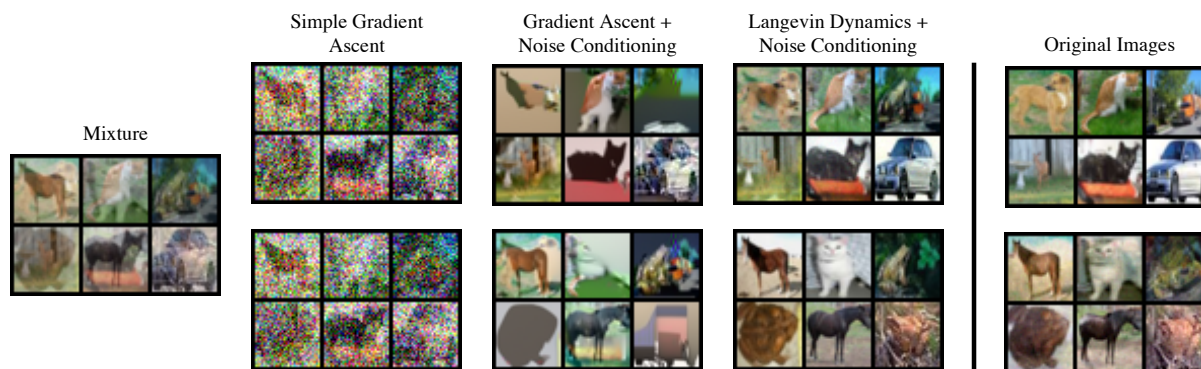 Simple Gradient
Ascent
Gradient Ascent +
Noise Conditioning
Langevin Dynamics +
Noise Conditioning
Original Images
Mixture